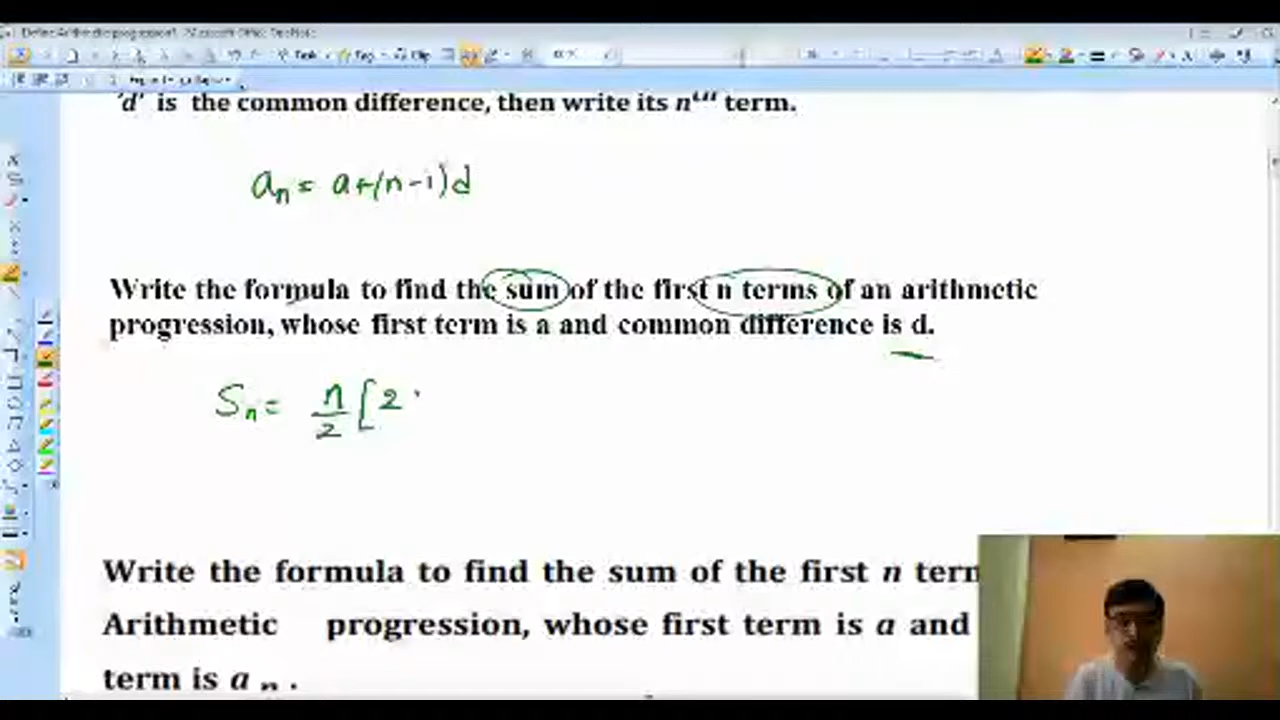 'd' is the common difference, then write its nth term.
an = a+(n-1)d
Write the formula to find the sum of the first n terms of an arithmetic
progression, whose first term is a and common difference is d.
Sn = n/2 [2
Write the formula to find the sum of the first n term
Arithmetic progression, whose first term is a and
term is a n .